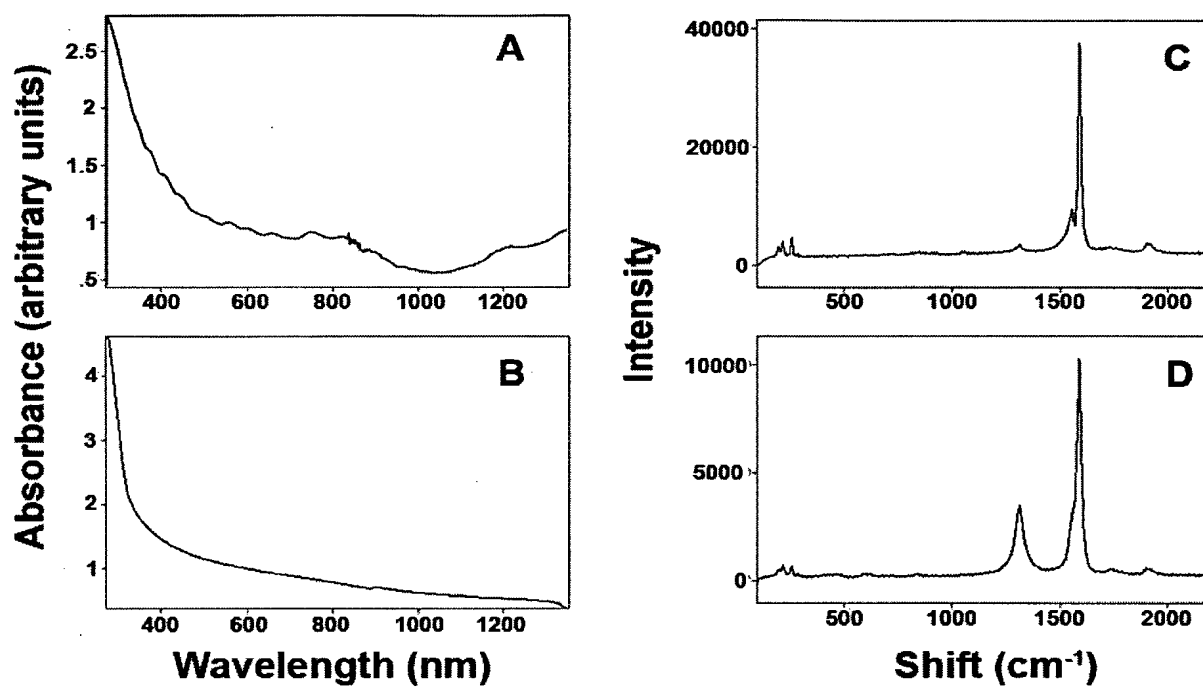 A
Absorbance (arbitrary units)
2.5
2
1.5
1
.5
400 600 800 1000 1200
B
4
3
2
1
400 600 800 1000 1200
Wavelength (nm)
C
Intensity
40000
20000
0
500 1000 1500 2000
D
10000
5000
0
500 1000 1500 2000
Shift (cm⁻¹)